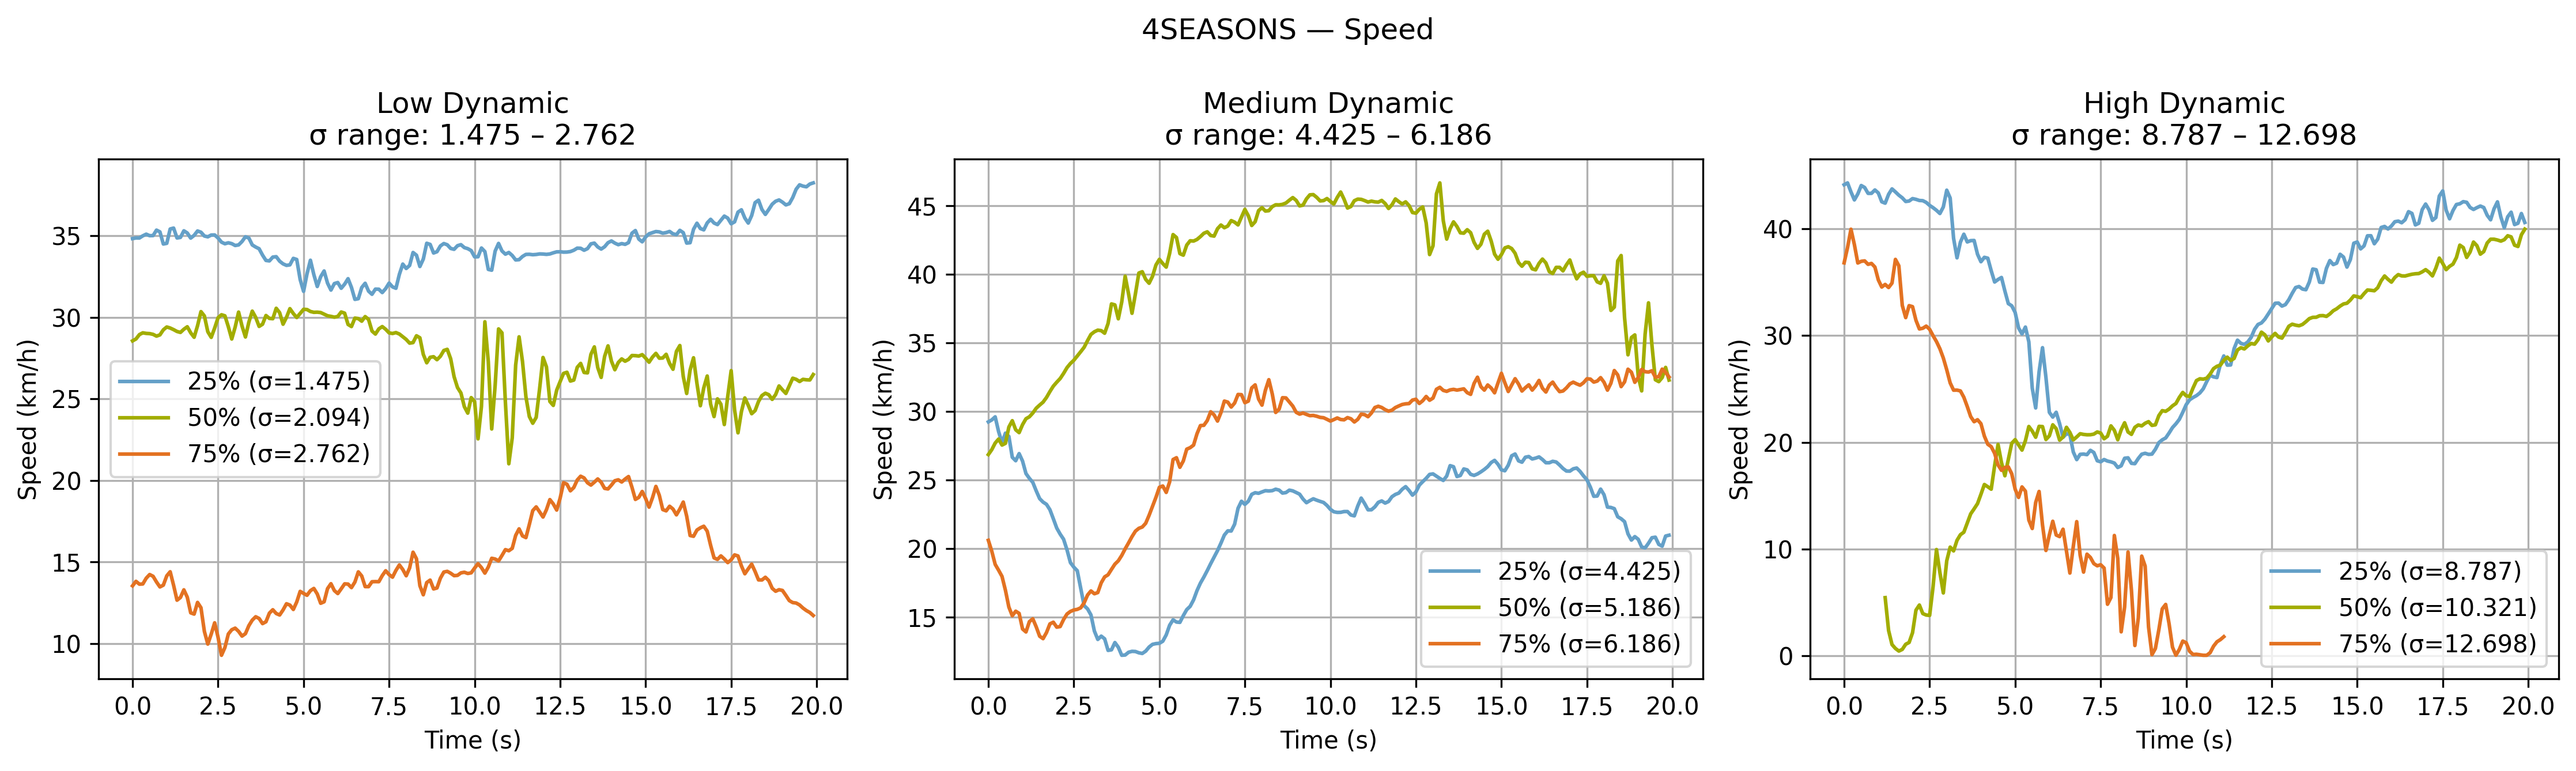 4SEASONS — Speed
Low Dynamic
σ range: 1.475 – 2.762
Speed (km/h)
35
30
25
20
15
10
25% (σ=1.475)
50% (σ=2.094)
75% (σ=2.762)
0.0 2.5 5.0 7.5 10.0 12.5 15.0 17.5 20.0
Time (s)
Medium Dynamic
σ range: 4.425 – 6.186
Speed (km/h)
45
40
35
30
25
20
15
25% (σ=4.425)
50% (σ=5.186)
75% (σ=6.186)
0.0 2.5 5.0 7.5 10.0 12.5 15.0 17.5 20.0
Time (s)
High Dynamic
σ range: 8.787 – 12.698
Speed (km/h)
40
30
20
10
0
25% (σ=8.787)
50% (σ=10.321)
75% (σ=12.698)
0.0 2.5 5.0 7.5 10.0 12.5 15.0 17.5 20.0
Time (s)